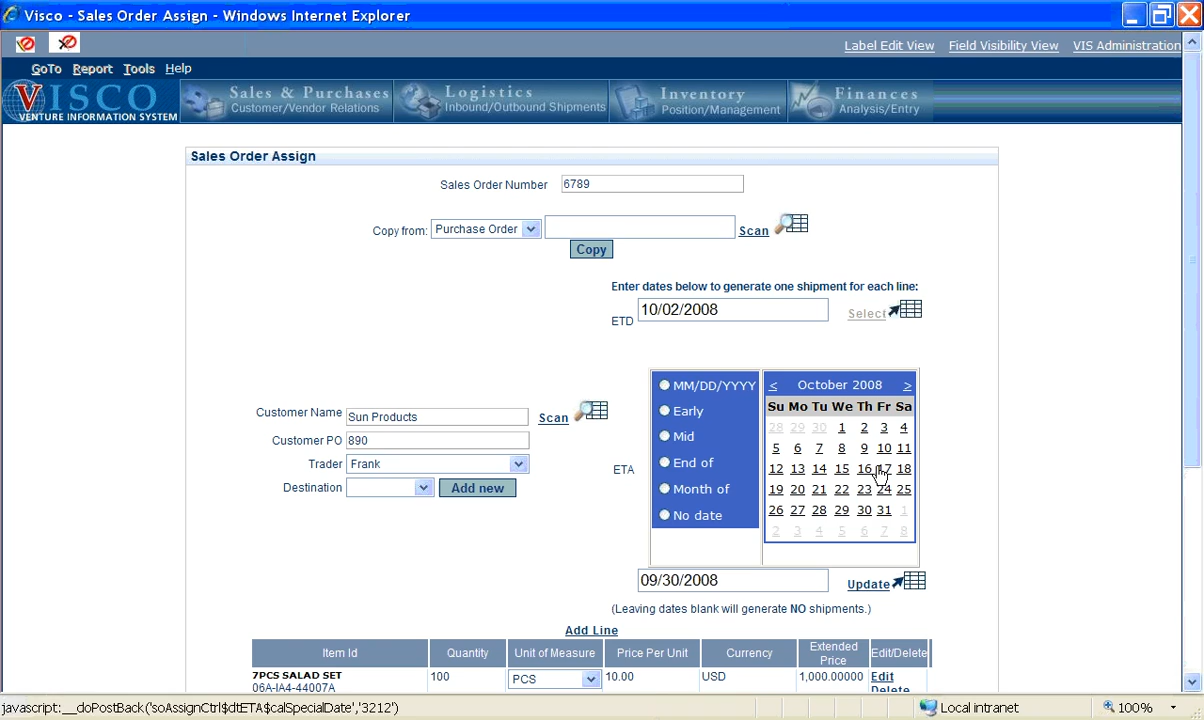 Visco - Sales Order Assign - Windows Internet Explorer
Label Edit View Field Visibility View VIS Administration
GoTo Report Tools Help
VISCO
VENTURE INFORMATION SYSTEM
Sales & Purchases
Customer/Vendor Relations
Logistics
Inbound/Outbound Shipments
Inventory
Position/Management
Finances
Analysis/Entry
Sales Order Assign
Sales Order Number 6789
Copy from: Purchase Order Scan
Copy
Enter dates below to generate one shipment for each line:
ETD 10/02/2008 Select
MM/DD/YYYY
Early
Mid
End of
Month of
No date
< October 2008 >
Su Mo Tu We Th Fr Sa
28 29 30 1 2 3 4
5 6 7 8 9 10 11
12 13 14 15 16 17 18
19 20 21 22 23 24 25
26 27 28 29 30 31 1
2 3 4 5 6 7 8
Customer Name Sun Products Scan
Customer PO 890
Trader Frank
Destination Add new
ETA
09/30/2008 Update
(Leaving dates blank will generate NO shipments.)
Add Line
Item Id Quantity Unit of Measure Price Per Unit Currency Extended Price Edit/Delete
7PCS SALAD SET 100 PCS 10.00 USD 1,000.00000 Edit
06A-IA4-44007A Delete
javascript:__doPostBack('soAssignCtrl$dtETA$calSpecialDate','3212') Local intranet 100%